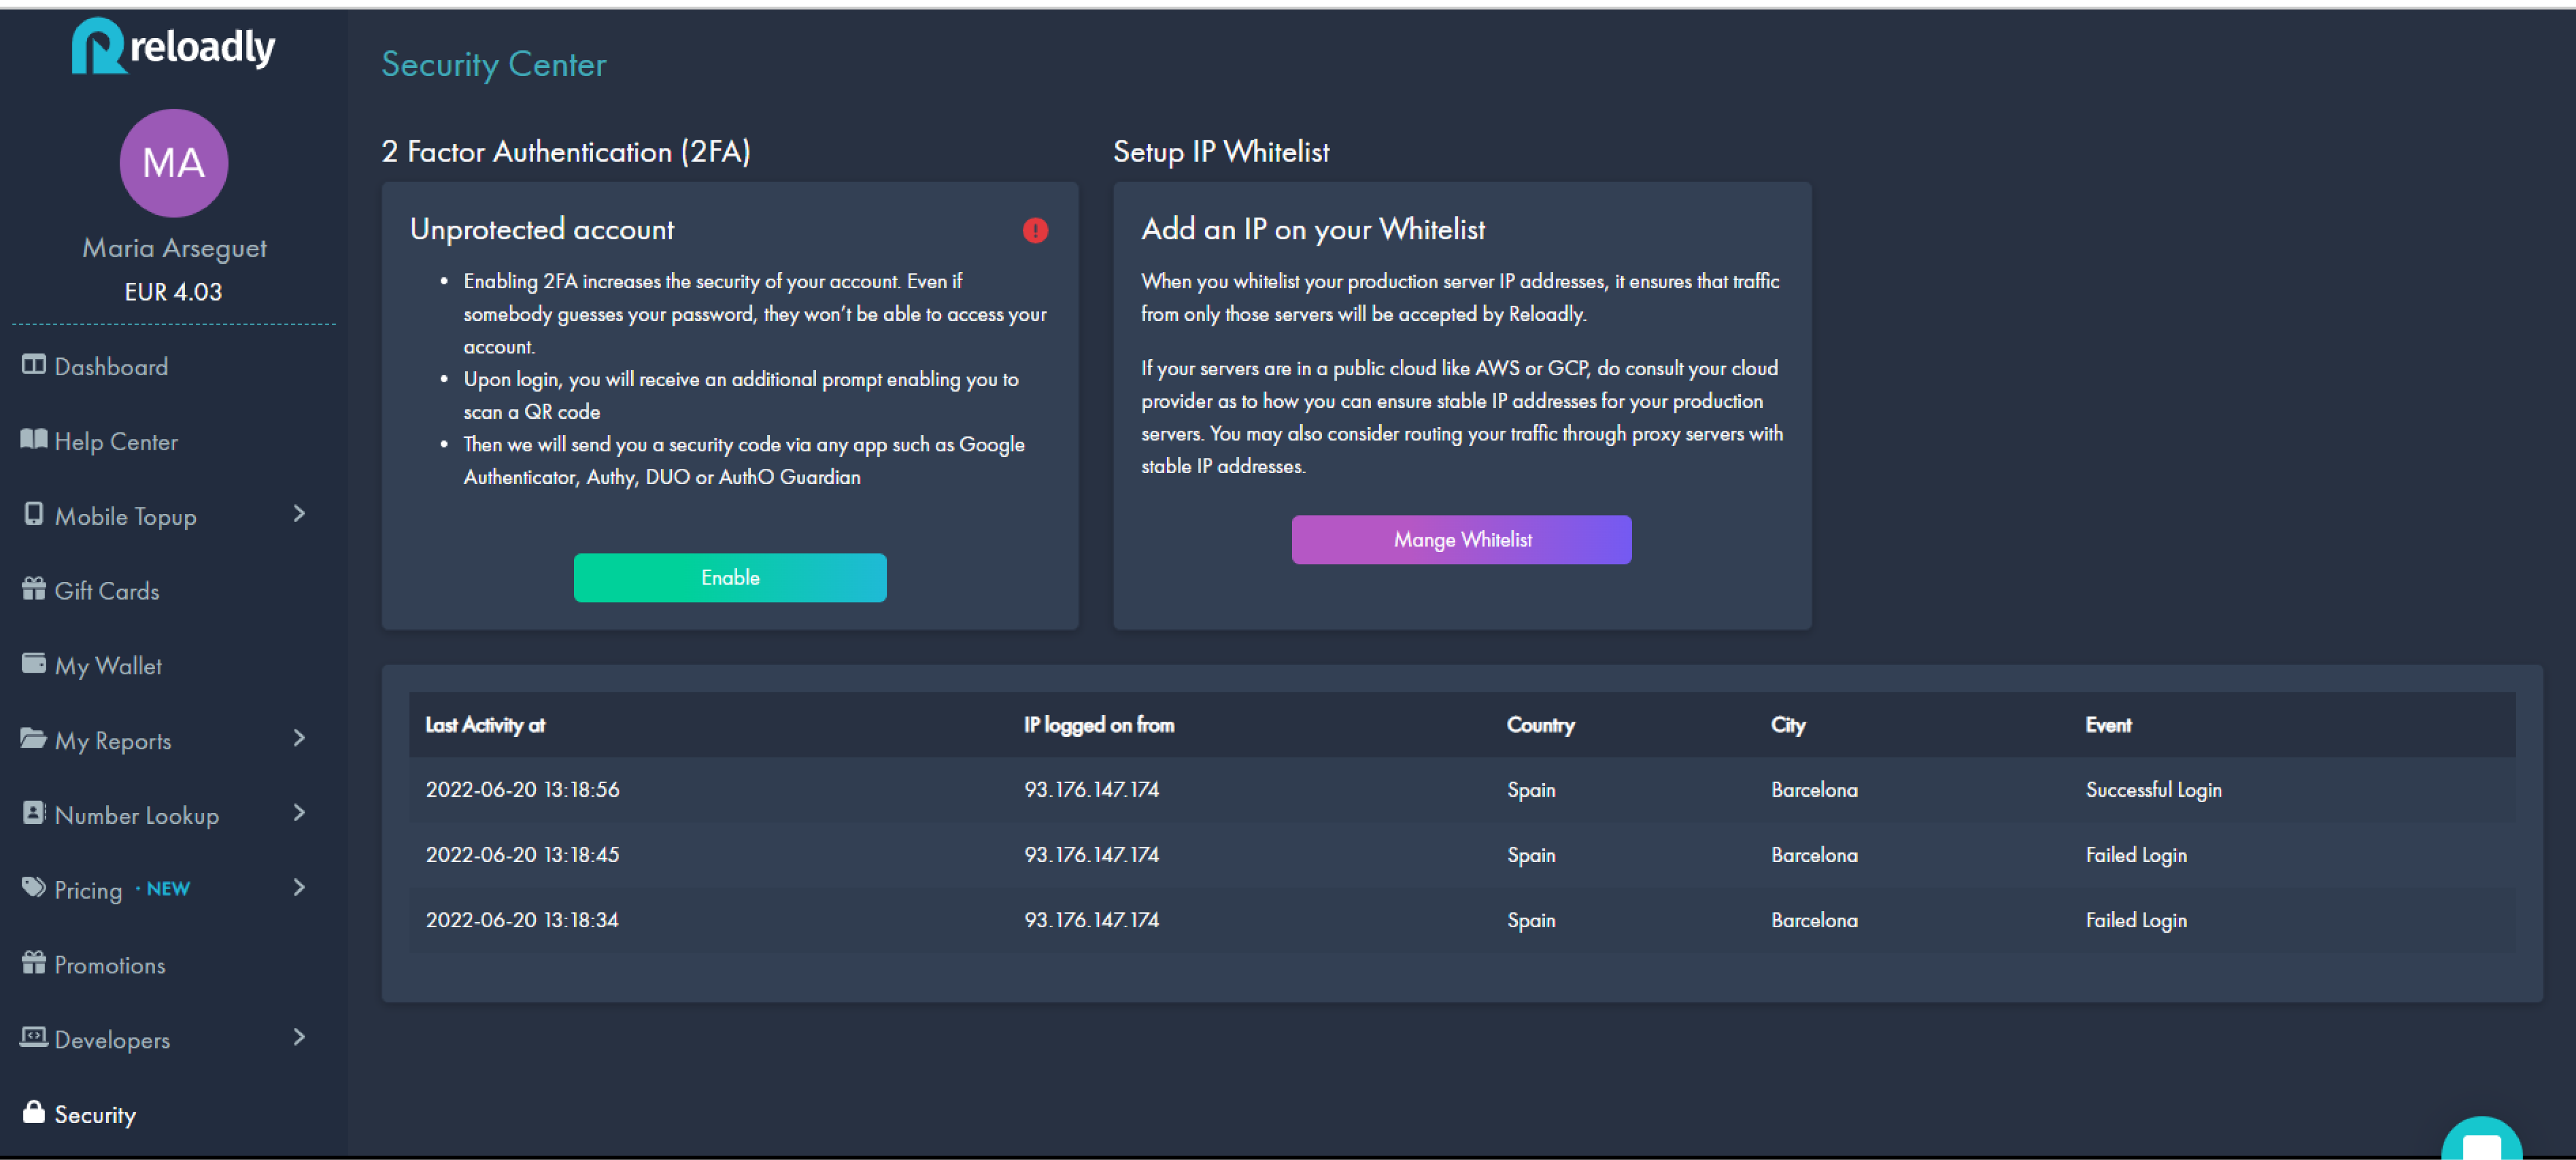 reloadly
MA
Maria Arseguet
EUR 4.03
Dashboard
Help Center
Mobile Topup
Gift Cards
My Wallet
My Reports
Number Lookup
Pricing · NEW
Promotions
Developers
Security
Security Center
2 Factor Authentication (2FA)
Unprotected account
• Enabling 2FA increases the security of your account. Even if
somebody guesses your password, they won't be able to access your
account.
• Upon login, you will receive an additional prompt enabling you to
scan a QR code
• Then we will send you a security code via any app such as Google
Authenticator, Authy, DUO or AuthO Guardian
Enable
Setup IP Whitelist
Add an IP on your Whitelist
When you whitelist your production server IP addresses, it ensures that traffic
from only those servers will be accepted by Reloadly.
If your servers are in a public cloud like AWS or GCP, do consult your cloud
provider as to how you can ensure stable IP addresses for your production
servers. You may also consider routing your traffic through proxy servers with
stable IP addresses.
Mange Whitelist
Last Activity at IP logged on from Country City Event
2022-06-20 13:18:56 93.176.147.174 Spain Barcelona Successful Login
2022-06-20 13:18:45 93.176.147.174 Spain Barcelona Failed Login
2022-06-20 13:18:34 93.176.147.174 Spain Barcelona Failed Login